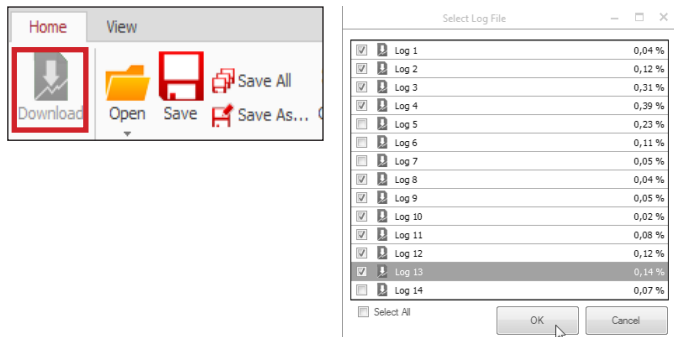 Home View
Download Open Save Save All
Save As...
Select Log File
Log 1 0,04 %
Log 2 0,12 %
Log 3 0,31 %
Log 4 0,39 %
Log 5 0,23 %
Log 6 0,11 %
Log 7 0,05 %
Log 8 0,04 %
Log 9 0,05 %
Log 10 0,02 %
Log 11 0,08 %
Log 12 0,12 %
Log 13 0,14 %
Log 14 0,07 %
Select All
OK Cancel